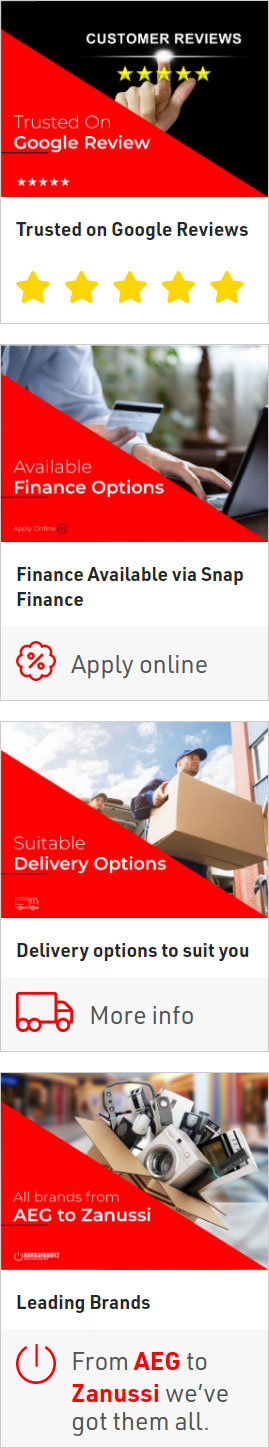 CUSTOMER REVIEWS
Trusted On
Google Review
Trusted on Google Reviews
Available
Finance Options
Apply Online
Finance Available via Snap
Finance
Apply online
Suitable
Delivery Options
Delivery options to suit you
More info
All brands from
AEG to Zanussi
BARGAINBUYZ
Leading Brands
From AEG to
Zanussi we've
got them all.